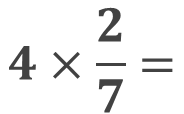 4 × 2/7 =